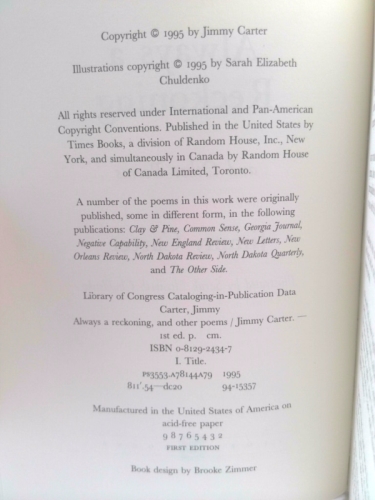 Copyright © 1995 by Jimmy Carter
Illustrations copyright © 1995 by Sarah Elizabeth
Chuldenko
All rights reserved under International and Pan-American
Copyright Conventions. Published in the United States by
Times Books, a division of Random House, Inc., New
York, and simultaneously in Canada by Random House
of Canada Limited, Toronto.
A number of the poems in this work were originally
published, some in different form, in the following
publications: Clay & Pine, Common Sense, Georgia Journal,
Negative Capability, New England Review, New Letters, New
Orleans Review, North Dakota Review, North Dakota Quarterly,
and The Other Side.
Library of Congress Cataloging-in-Publication Data
Carter, Jimmy
Always a reckoning, and other poems / Jimmy Carter. —
1st ed. p. cm.
ISBN 0-8129-2434-7
I. Title.
PS3553.A78144A79 1995
811'.54—dc20 94-15357
Manufactured in the United States of America on
acid-free paper
9 8 7 6 5 4 3 2
FIRST EDITION
Book design by Brooke Zimmer